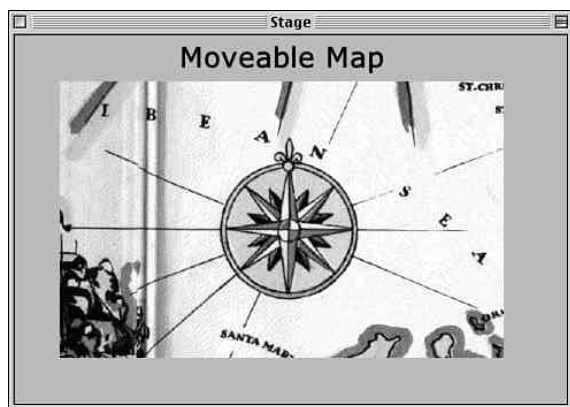 Stage
Moveable Map
ST.CHR
I B E A N S E A
SANTA MAR